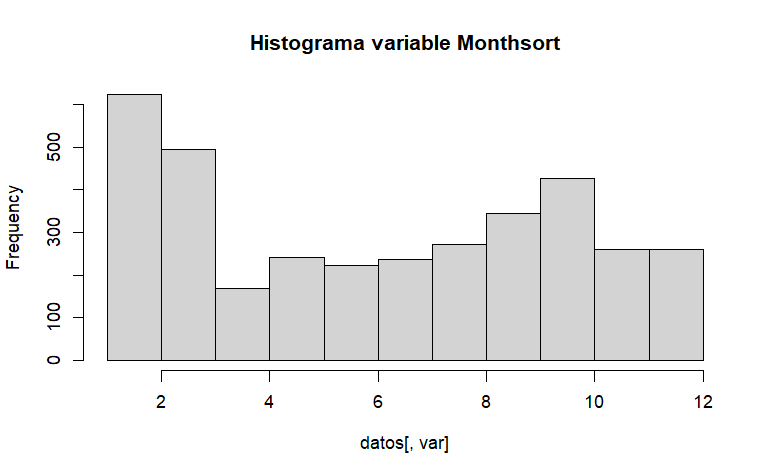 Histograma variable Monthsort
Frequency
500
300
100
0
2 4 6 8 10 12
datos[, var]